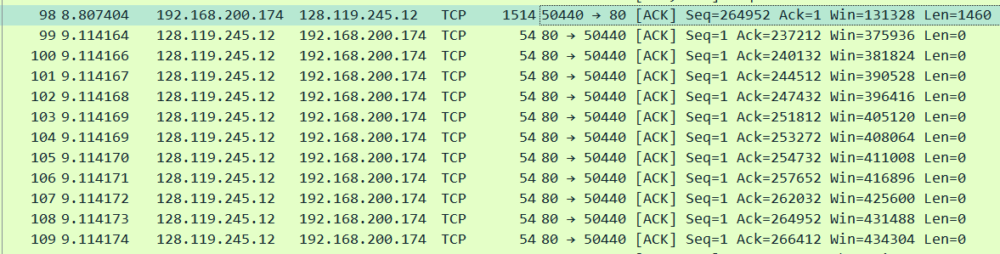 98 8.807404 192.168.200.174 128.119.245.12 TCP 1514 50440 → 80 [ACK] Seq=264952 Ack=1 Win=131328 Len=1460
99 9.114164 128.119.245.12 192.168.200.174 TCP 54 80 → 50440 [ACK] Seq=1 Ack=237212 Win=375936 Len=0
100 9.114166 128.119.245.12 192.168.200.174 TCP 54 80 → 50440 [ACK] Seq=1 Ack=240132 Win=381824 Len=0
101 9.114167 128.119.245.12 192.168.200.174 TCP 54 80 → 50440 [ACK] Seq=1 Ack=244512 Win=390528 Len=0
102 9.114168 128.119.245.12 192.168.200.174 TCP 54 80 → 50440 [ACK] Seq=1 Ack=247432 Win=396416 Len=0
103 9.114169 128.119.245.12 192.168.200.174 TCP 54 80 → 50440 [ACK] Seq=1 Ack=251812 Win=405120 Len=0
104 9.114169 128.119.245.12 192.168.200.174 TCP 54 80 → 50440 [ACK] Seq=1 Ack=253272 Win=408064 Len=0
105 9.114170 128.119.245.12 192.168.200.174 TCP 54 80 → 50440 [ACK] Seq=1 Ack=254732 Win=411008 Len=0
106 9.114171 128.119.245.12 192.168.200.174 TCP 54 80 → 50440 [ACK] Seq=1 Ack=257652 Win=416896 Len=0
107 9.114172 128.119.245.12 192.168.200.174 TCP 54 80 → 50440 [ACK] Seq=1 Ack=262032 Win=425600 Len=0
108 9.114173 128.119.245.12 192.168.200.174 TCP 54 80 → 50440 [ACK] Seq=1 Ack=264952 Win=431488 Len=0
109 9.114174 128.119.245.12 192.168.200.174 TCP 54 80 → 50440 [ACK] Seq=1 Ack=266412 Win=434304 Len=0